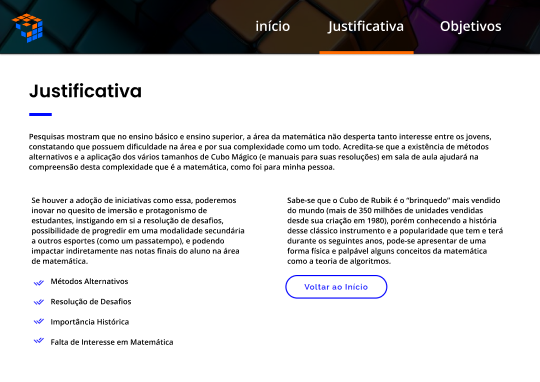 início
Justificativa
Objetivos
Justificativa
Pesquisas mostram que no ensino básico e ensino superior, a área da matemática não desperta tanto interesse entre os jovens,
constatando que possuem dificuldade na área e por sua complexidade como um todo. Acredita-se que a existência de métodos
alternativos e a aplicação dos vários tamanhos de Cubo Mágico (e manuais para suas resoluções) em sala de aula ajudará na
compreensão desta complexidade que é a matemática, como foi para minha pessoa.
Se houver a adoção de iniciativas como essa, poderemos
inovar no quesito de imersão e protagonismo de
estudantes, instigando em si a resolução de desafios,
possibilidade de progredir em uma modalidade secundária
a outros esportes (como um passatempo), e podendo
impactar indiretamente nas notas finais do aluno na área
de matemática.
Métodos Alternativos
Resolução de Desafios
Importância Histórica
Falta de Interesse em Matemática
Sabe-se que o Cubo de Rubik é o “brinquedo” mais vendido
do mundo (mais de 350 milhões de unidades vendidas
desde sua criação em 1980), porém conhecendo a história
desse clássico instrumento e a popularidade que tem e terá
durante os seguintes anos, pode-se apresentar de uma
forma física e palpável alguns conceitos da matemática
como a teoria de algoritmos.
Voltar ao Início